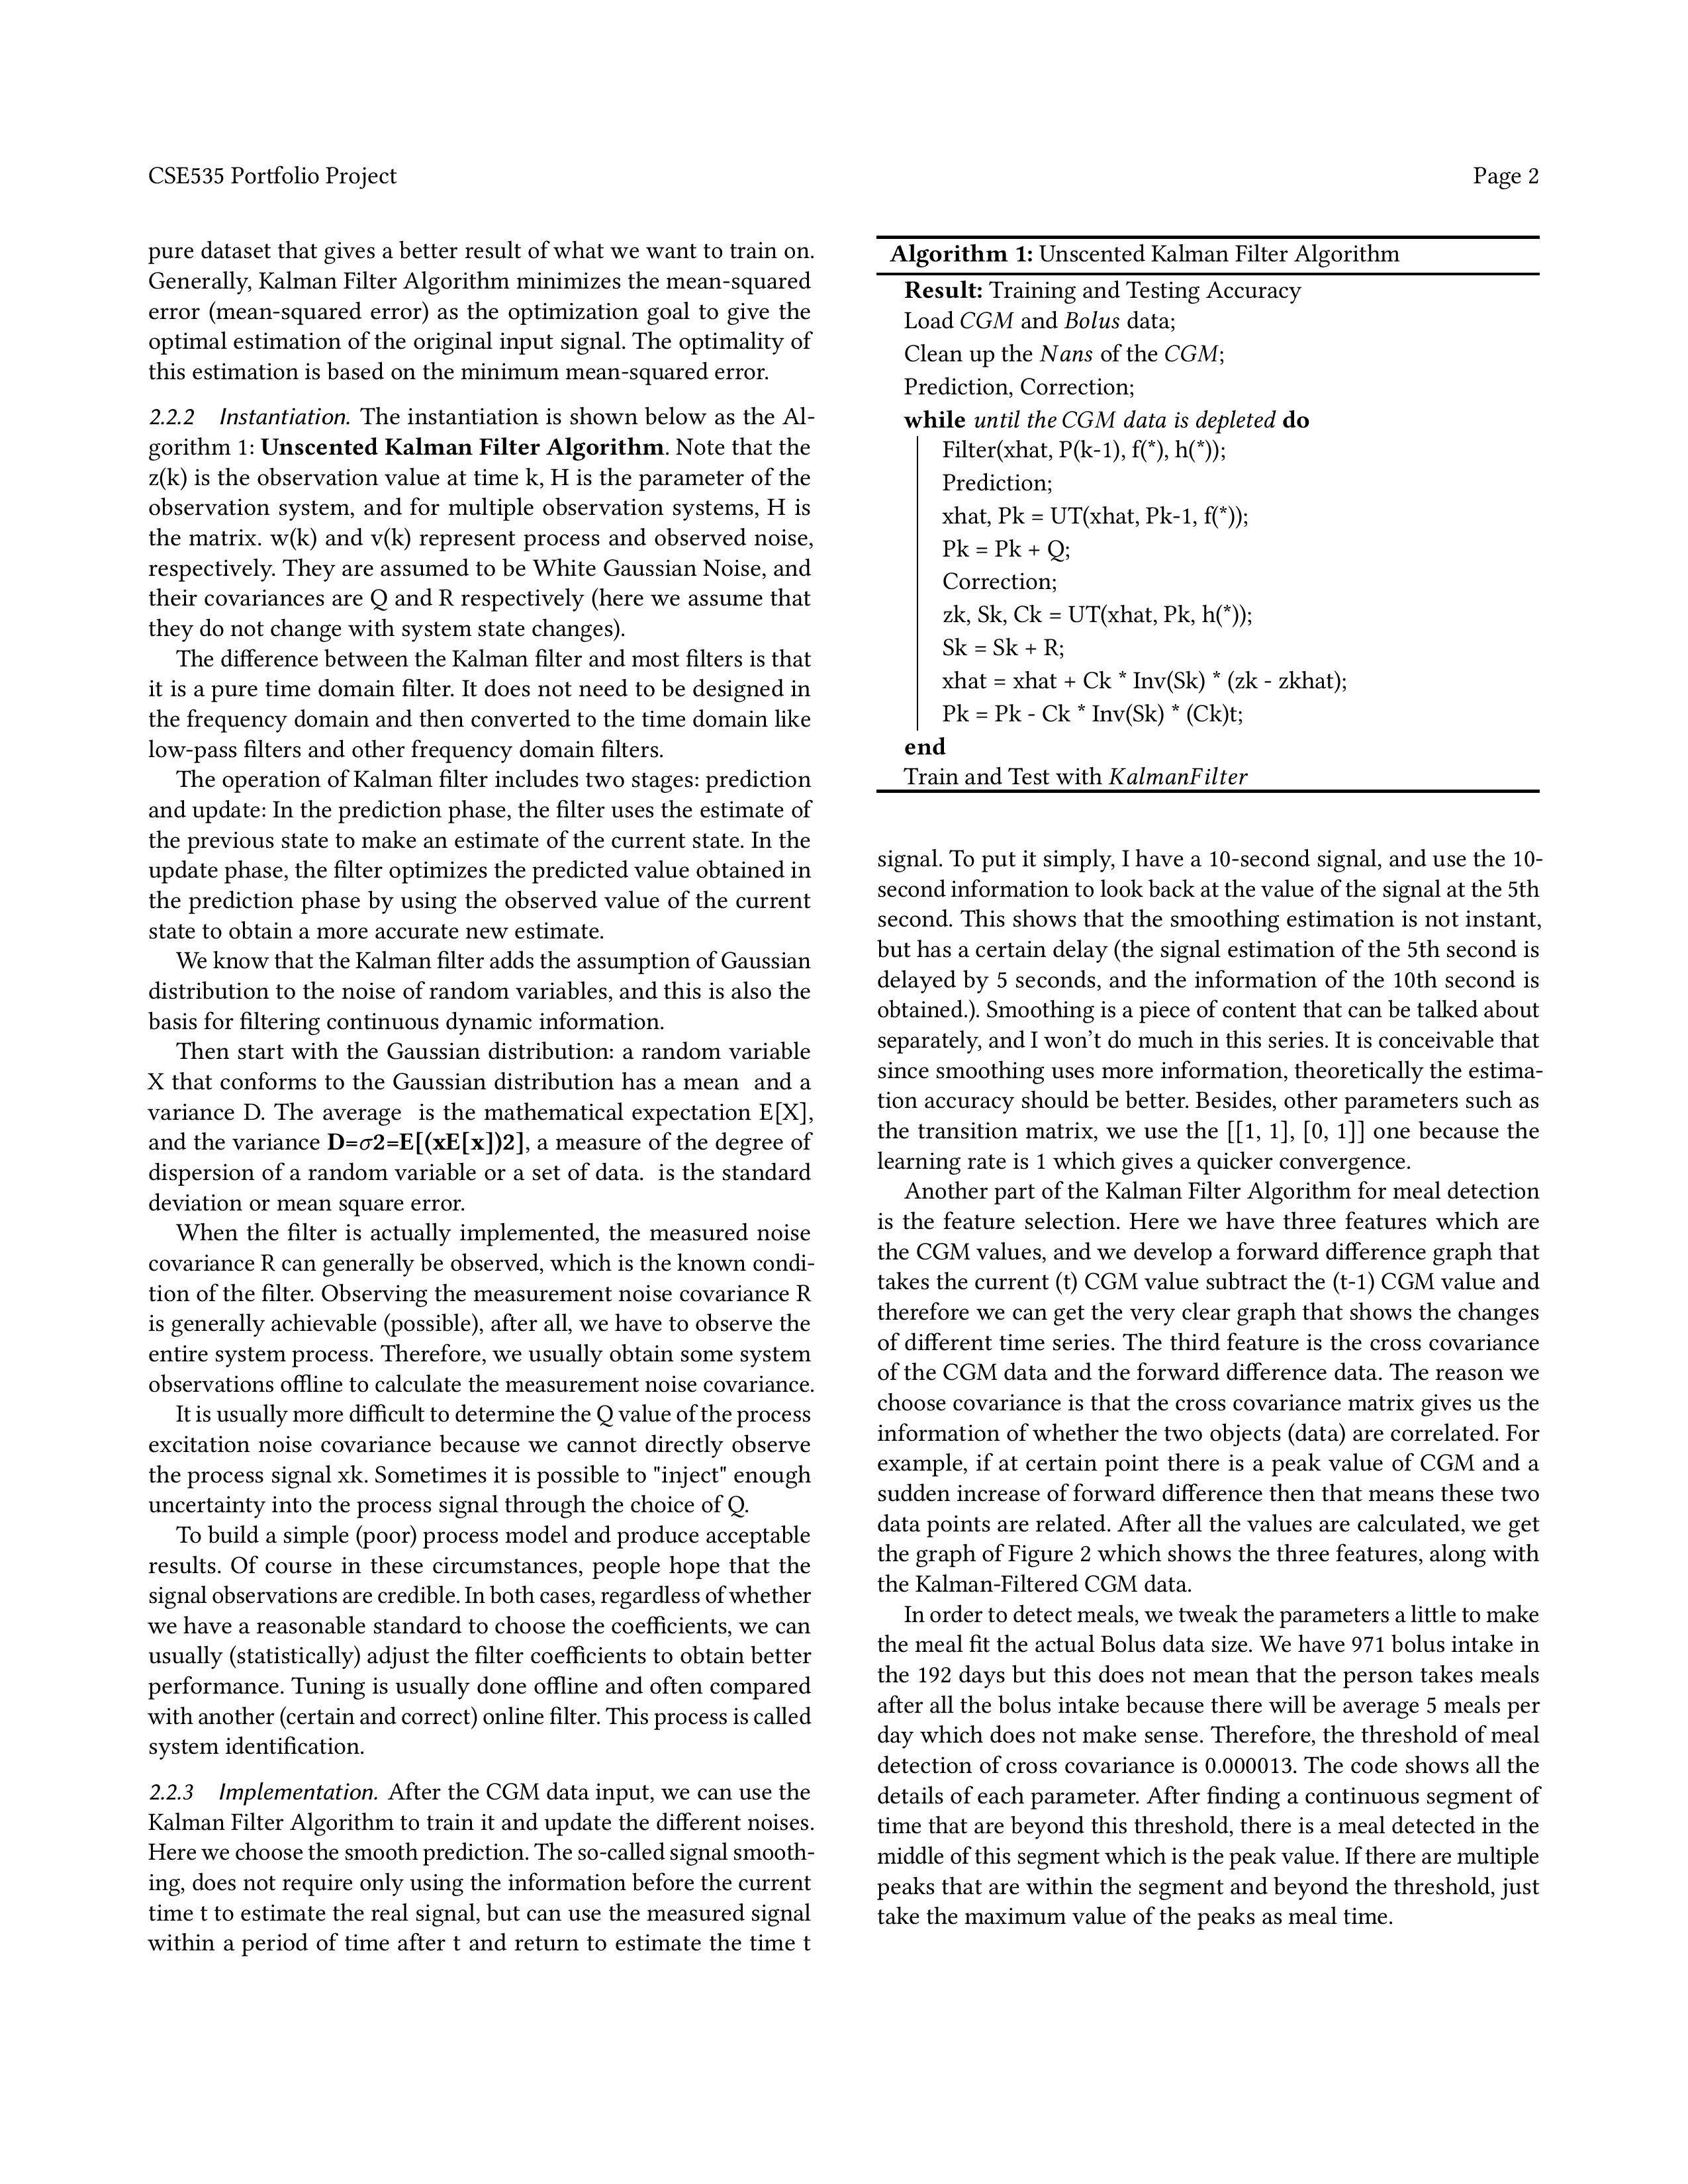 CSE535 Portfolio Project
Page 2
pure dataset that gives a better result of what we want to train on.
Generally, Kalman Filter Algorithm minimizes the mean-squared
error (mean-squared error) as the optimization goal to give the
optimal estimation of the original input signal. The optimality of
this estimation is based on the minimum mean-squared error.
2.2.2 Instantiation. The instantiation is shown below as the Al-
gorithm 1: Unscented Kalman Filter Algorithm. Note that the
z(k) is the observation value at time k, H is the parameter of the
observation system, and for multiple observation systems, H is
the matrix. w(k) and v(k) represent process and observed noise,
respectively. They are assumed to be White Gaussian Noise, and
their covariances are Q and R respectively (here we assume that
they do not change with system state changes).
The difference between the Kalman filter and most filters is that
it is a pure time domain filter. It does not need to be designed in
the frequency domain and then converted to the time domain like
low-pass filters and other frequency domain filters.
The operation of Kalman filter includes two stages: prediction
and update: In the prediction phase, the filter uses the estimate of
the previous state to make an estimate of the current state. In the
update phase, the filter optimizes the predicted value obtained in
the prediction phase by using the observed value of the current
state to obtain a more accurate new estimate.
We know that the Kalman filter adds the assumption of Gaussian
distribution to the noise of random variables, and this is also the
basis for filtering continuous dynamic information.
Then start with the Gaussian distribution: a random variable
X that conforms to the Gaussian distribution has a mean and a
variance D. The average is the mathematical expectation E[X],
and the variance D=σ2=E[(xE[x])2], a measure of the degree of
dispersion of a random variable or a set of data. is the standard
deviation or mean square error.
When the filter is actually implemented, the measured noise
covariance R can generally be observed, which is the known condi-
tion of the filter. Observing the measurement noise covariance R
is generally achievable (possible), after all, we have to observe the
entire system process. Therefore, we usually obtain some system
observations offline to calculate the measurement noise covariance.
It is usually more difficult to determine the Q value of the process
excitation noise covariance because we cannot directly observe
the process signal xk. Sometimes it is possible to "inject" enough
uncertainty into the process signal through the choice of Q.
To build a simple (poor) process model and produce acceptable
results. Of course in these circumstances, people hope that the
signal observations are credible. In both cases, regardless of whether
we have a reasonable standard to choose the coefficients, we can
usually (statistically) adjust the filter coefficients to obtain better
performance. Tuning is usually done offline and often compared
with another (certain and correct) online filter. This process is called
system identification.
2.2.3 Implementation. After the CGM data input, we can use the
Kalman Filter Algorithm to train it and update the different noises.
Here we choose the smooth prediction. The so-called signal smooth-
ing, does not require only using the information before the current
time t to estimate the real signal, but can use the measured signal
within a period of time after t and return to estimate the time t
Algorithm 1: Unscented Kalman Filter Algorithm
Result: Training and Testing Accuracy
Load CGM and Bolus data;
Clean up the Nans of the CGM;
Prediction, Correction;
while until the CGM data is depleted do
Filter(xhat, P(k-1), f(*), h(*));
Prediction;
xhat, Pk = UT(xhat, Pk-1, f(*));
Pk = Pk + Q;
Correction;
zk, Sk, Ck = UT(xhat, Pk, h(*));
Sk = Sk + R;
xhat = xhat + Ck * Inv(Sk) * (zk - zkhat);
Pk = Pk - Ck * Inv(Sk) * (Ck)t;
end
Train and Test with KalmanFilter
signal. To put it simply, I have a 10-second signal, and use the 10-
second information to look back at the value of the signal at the 5th
second. This shows that the smoothing estimation is not instant,
but has a certain delay (the signal estimation of the 5th second is
delayed by 5 seconds, and the information of the 10th second is
obtained.). Smoothing is a piece of content that can be talked about
separately, and I won't do much in this series. It is conceivable that
since smoothing uses more information, theoretically the estima-
tion accuracy should be better. Besides, other parameters such as
the transition matrix, we use the [[1, 1], [0, 1]] one because the
learning rate is 1 which gives a quicker convergence.
Another part of the Kalman Filter Algorithm for meal detection
is the feature selection. Here we have three features which are
the CGM values, and we develop a forward difference graph that
takes the current (t) CGM value subtract the (t-1) CGM value and
therefore we can get the very clear graph that shows the changes
of different time series. The third feature is the cross covariance
of the CGM data and the forward difference data. The reason we
choose covariance is that the cross covariance matrix gives us the
information of whether the two objects (data) are correlated. For
example, if at certain point there is a peak value of CGM and a
sudden increase of forward difference then that means these two
data points are related. After all the values are calculated, we get
the graph of Figure 2 which shows the three features, along with
the Kalman-Filtered CGM data.
In order to detect meals, we tweak the parameters a little to make
the meal fit the actual Bolus data size. We have 971 bolus intake in
the 192 days but this does not mean that the person takes meals
after all the bolus intake because there will be average 5 meals per
day which does not make sense. Therefore, the threshold of meal
detection of cross covariance is 0.000013. The code shows all the
details of each parameter. After finding a continuous segment of
time that are beyond this threshold, there is a meal detected in the
middle of this segment which is the peak value. If there are multiple
peaks that are within the segment and beyond the threshold, just
take the maximum value of the peaks as meal time.